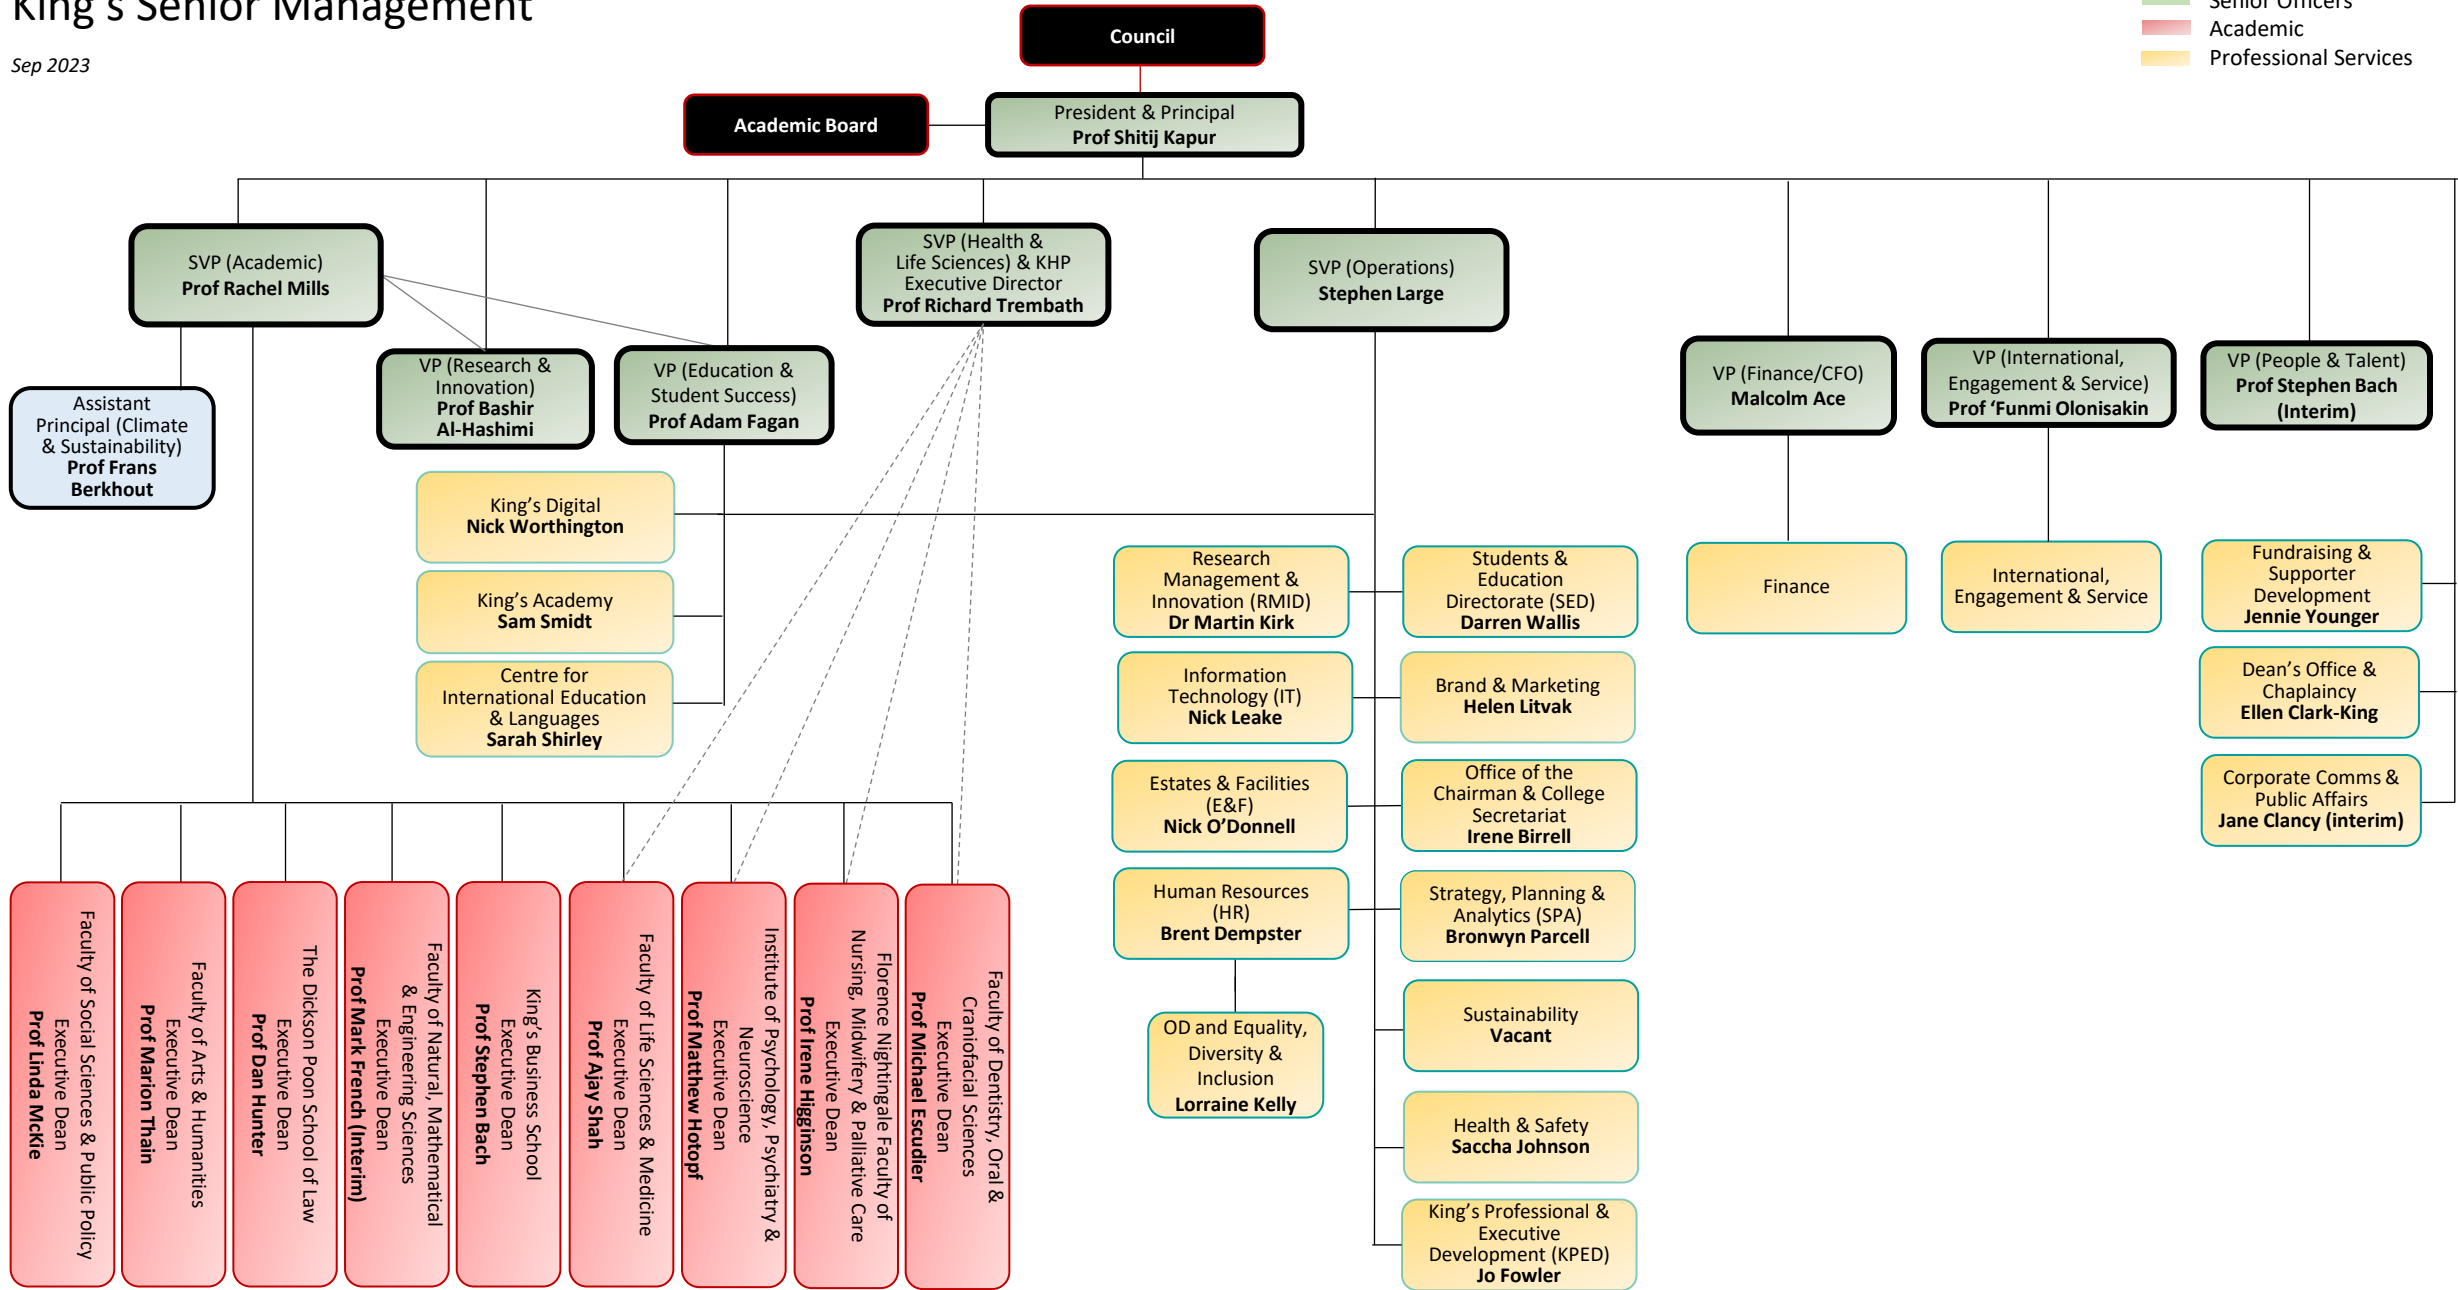 King's Senior Management
Sep 2023
Senior Officers
Academic
Professional Services
Council
Academic Board
President & Principal
Prof Shitij Kapur
SVP (Academic)
Prof Rachel Mills
SVP (Health &
Life Sciences) & KHP
Executive Director
Prof Richard Trembath
SVP (Operations)
Stephen Large
Assistant
Principal (Climate
& Sustainability)
Prof Frans
Berkhout
VP (Research &
Innovation)
Prof Bashir
Al-Hashimi
VP (Education &
Student Success)
Prof Adam Fagan
VP (Finance/CFO)
Malcolm Ace
VP (International,
Engagement & Service)
Prof ‘Funmi Olonisakin
VP (People & Talent)
Prof Stephen Bach
(Interim)
King’s Digital
Nick Worthington
King’s Academy
Sam Smidt
Centre for
International Education
& Languages
Sarah Shirley
Research
Management &
Innovation (RMID)
Dr Martin Kirk
Students &
Education
Directorate (SED)
Darren Wallis
Information
Technology (IT)
Nick Leake
Brand & Marketing
Helen Litvak
Estates & Facilities
(E&F)
Nick O’Donnell
Office of the
Chairman & College
Secretariat
Irene Birrell
Human Resources
(HR)
Brent Dempster
Strategy, Planning &
Analytics (SPA)
Bronwyn Parcell
OD and Equality,
Diversity &
Inclusion
Lorraine Kelly
Sustainability
Vacant
Health & Safety
Saccha Johnson
King’s Professional &
Executive
Development (KPED)
Jo Fowler
Finance
International,
Engagement & Service
Fundraising &
Supporter
Development
Jennie Younger
Dean’s Office &
Chaplaincy
Ellen Clark-King
Corporate Comms &
Public Affairs
Jane Clancy (interim)
Faculty of Social Sciences & Public Policy
Executive Dean
Prof Linda McKie
Faculty of Arts & Humanities
Executive Dean
Prof Marion Thain
The Dickson Poon School of Law
Executive Dean
Prof Dan Hunter
Faculty of Natural, Mathematical
& Engineering Sciences
Executive Dean
Prof Mark French (Interim)
King’s Business School
Executive Dean
Prof Stephen Bach
Faculty of Life Sciences & Medicine
Executive Dean
Prof Ajay Shah
Institute of Psychology, Psychiatry &
Neuroscience
Executive Dean
Prof Matthew Hotopf
Florence Nightingale Faculty of
Nursing, Midwifery & Palliative Care
Executive Dean
Prof Irene Higginson
Faculty of Dentistry, Oral &
Craniofacial Sciences
Executive Dean
Prof Michael Escudier